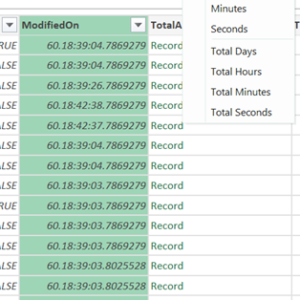 Minutes
Seconds
Total Days
Total Hours
Total Minutes
Total Seconds
ModifiedOn TotalA
RUE 60.18:39:04.7869279 Record
ALSE 60.18:39:04.7869279 Record
ALSE 60.18:39:26.7869279 Record
ALSE 60.18:42:38.7869279 Record
ALSE 60.18:42:37.7869279 Record
ALSE 60.18:39:04.7869279 Record
ALSE 60.18:39:04.7869279 Record
ALSE 60.18:39:03.7869279 Record
RUE 60.18:39:03.7869279 Record
ALSE 60.18:39:03.7869279 Record
ALSE 60.18:39:03.7869279 Record
ALSE 60.18:39:03.8025528 Record
ALSE 60.18:39:03.8025528 Record